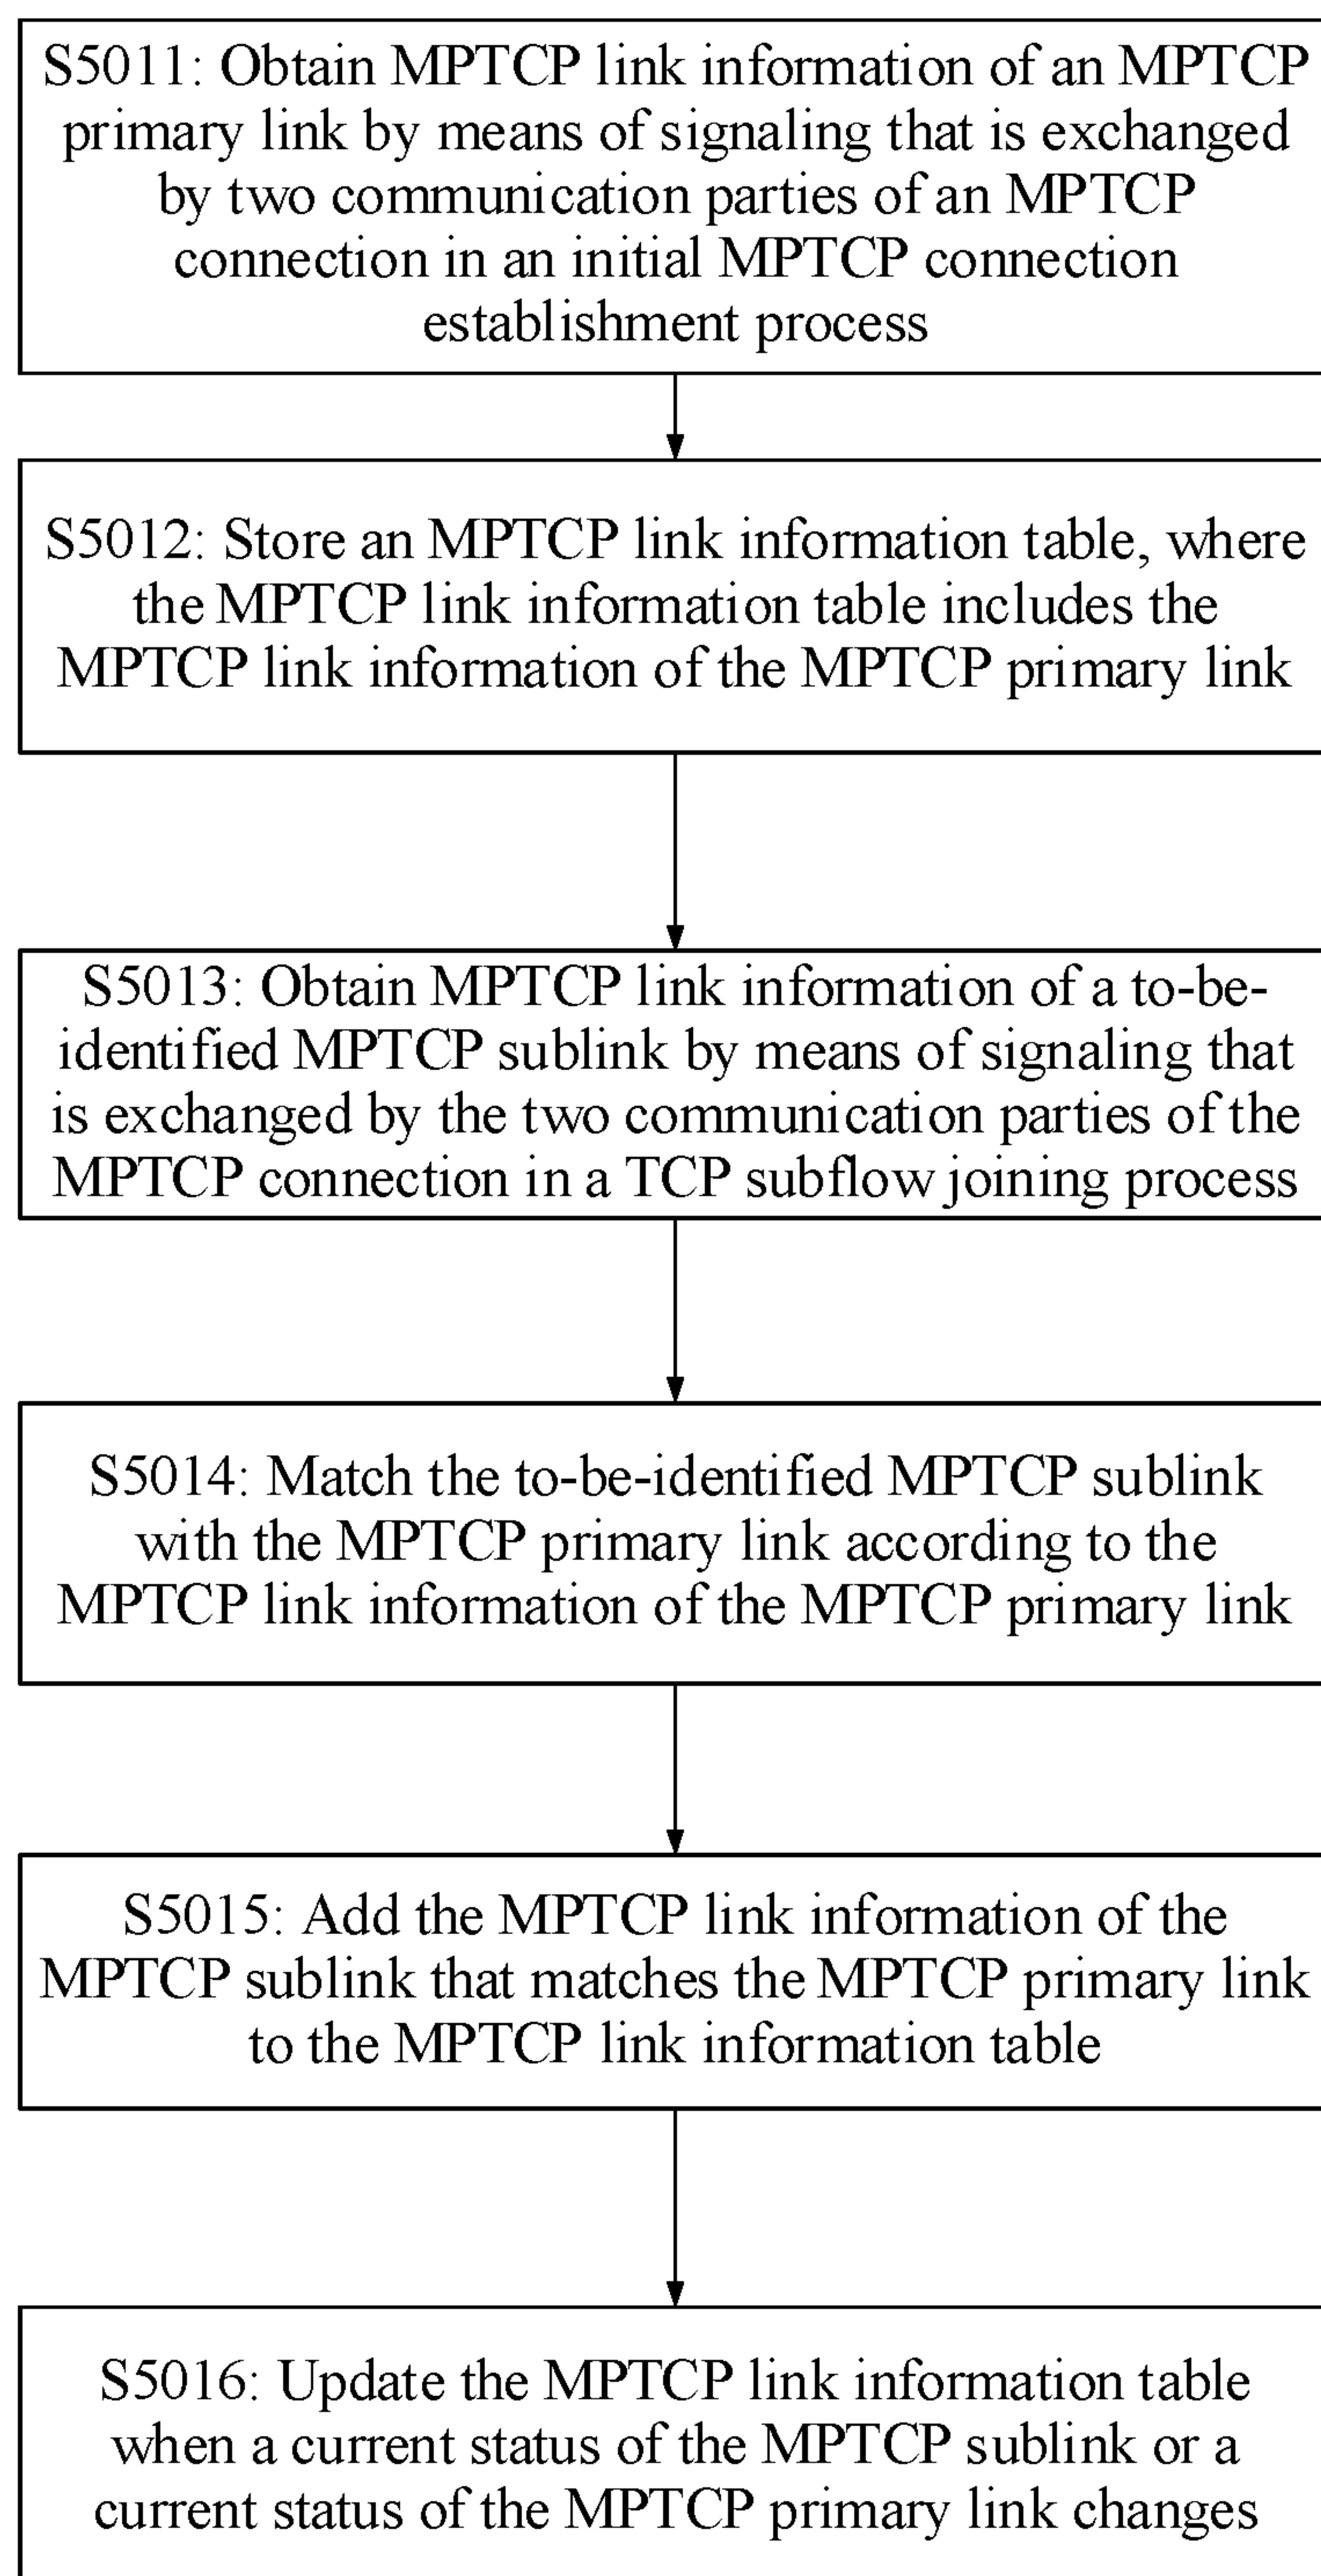 S5011: Obtain MPTCP link information of an MPTCP
primary link by means of signaling that is exchanged
by two communication parties of an MPTCP
connection in an initial MPTCP connection
establishment process
S5012: Store an MPTCP link information table, where
the MPTCP link information table includes the
MPTCP link information of the MPTCP primary link
S5013: Obtain MPTCP link information of a to-be-
identified MPTCP sublink by means of signaling that
is exchanged by the two communication parties of the
MPTCP connection in a TCP subflow joining process
S5014: Match the to-be-identified MPTCP sublink
with the MPTCP primary link according to the
MPTCP link information of the MPTCP primary link
S5015: Add the MPTCP link information of the
MPTCP sublink that matches the MPTCP primary link
to the MPTCP link information table
S5016: Update the MPTCP link information table
when a current status of the MPTCP sublink or a
current status of the MPTCP primary link changes